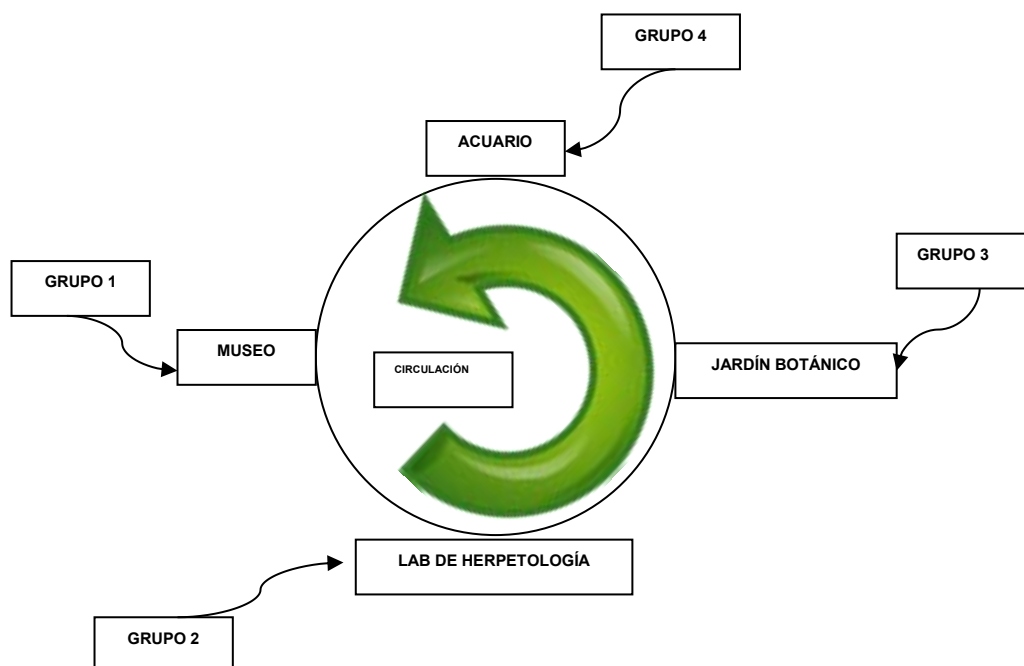 GRUPO 4
ACUARIO
GRUPO 3
GRUPO 1
MUSEO
JARDÍN BOTÁNICO
CIRCULACIÓN
LAB DE HERPETOLOGÍA
GRUPO 2